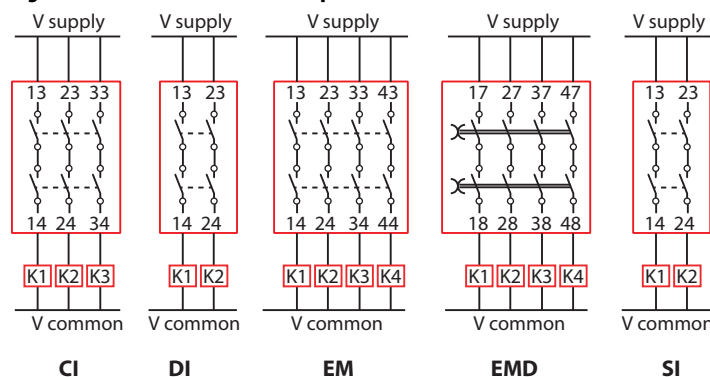 V supply V supply V supply V supply V supply
13 23 33 13 23 13 23 33 43 17 27 37 47 13 23
14 24 34 14 24 14 24 34 44 18 28 38 48 14 24
K1 K2 K3 K1 K2 K1 K2 K3 K4 K1 K2 K3 K4 K1 K2
V common V common V common V common V common
CI DI EM EMD SI